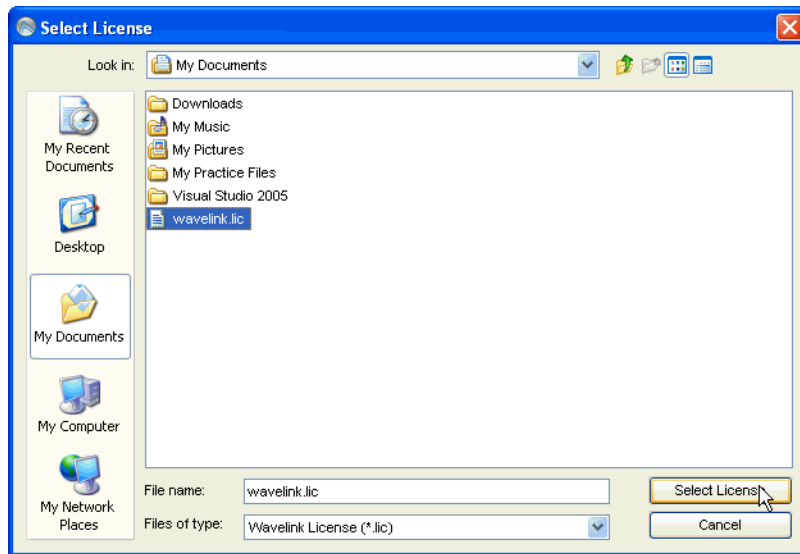 Select License
Look in:
My Documents
My Recent
Documents
Desktop
My Documents
My Computer
My Network
Places
Downloads
My Music
My Pictures
My Practice Files
Visual Studio 2005
wavelink.lic
File name:
wavelink.lic
Select License
Files of type:
Wavelink License (*.lic)
Cancel